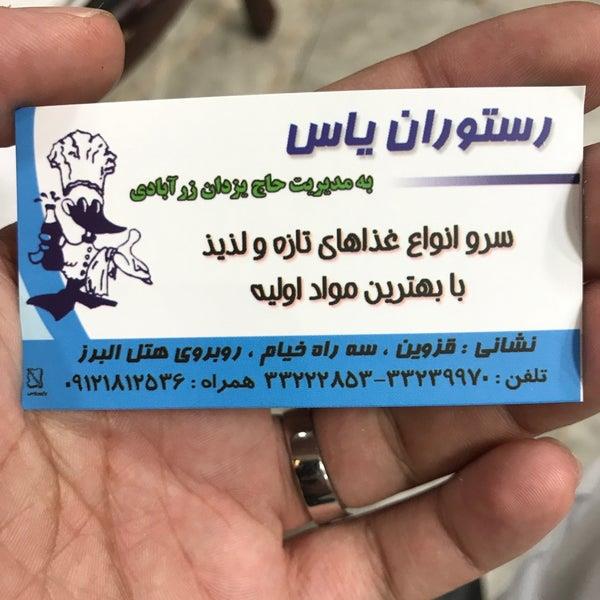 رستوران یاس
به مدیریت حاج یزدان زرآبادی
سرو انواع غذاهای تازه و لذیذ
با بهترین مواد اولیه
نشانی : قزوین ، سه راه خیام ، روبروی هتل البرز
تلفن : ۳۳۲۳۹۹۷۰-۳۳۲۲۲۸۵۳ همراه : ۰۹۱۲۱۸۱۲۵۳۶